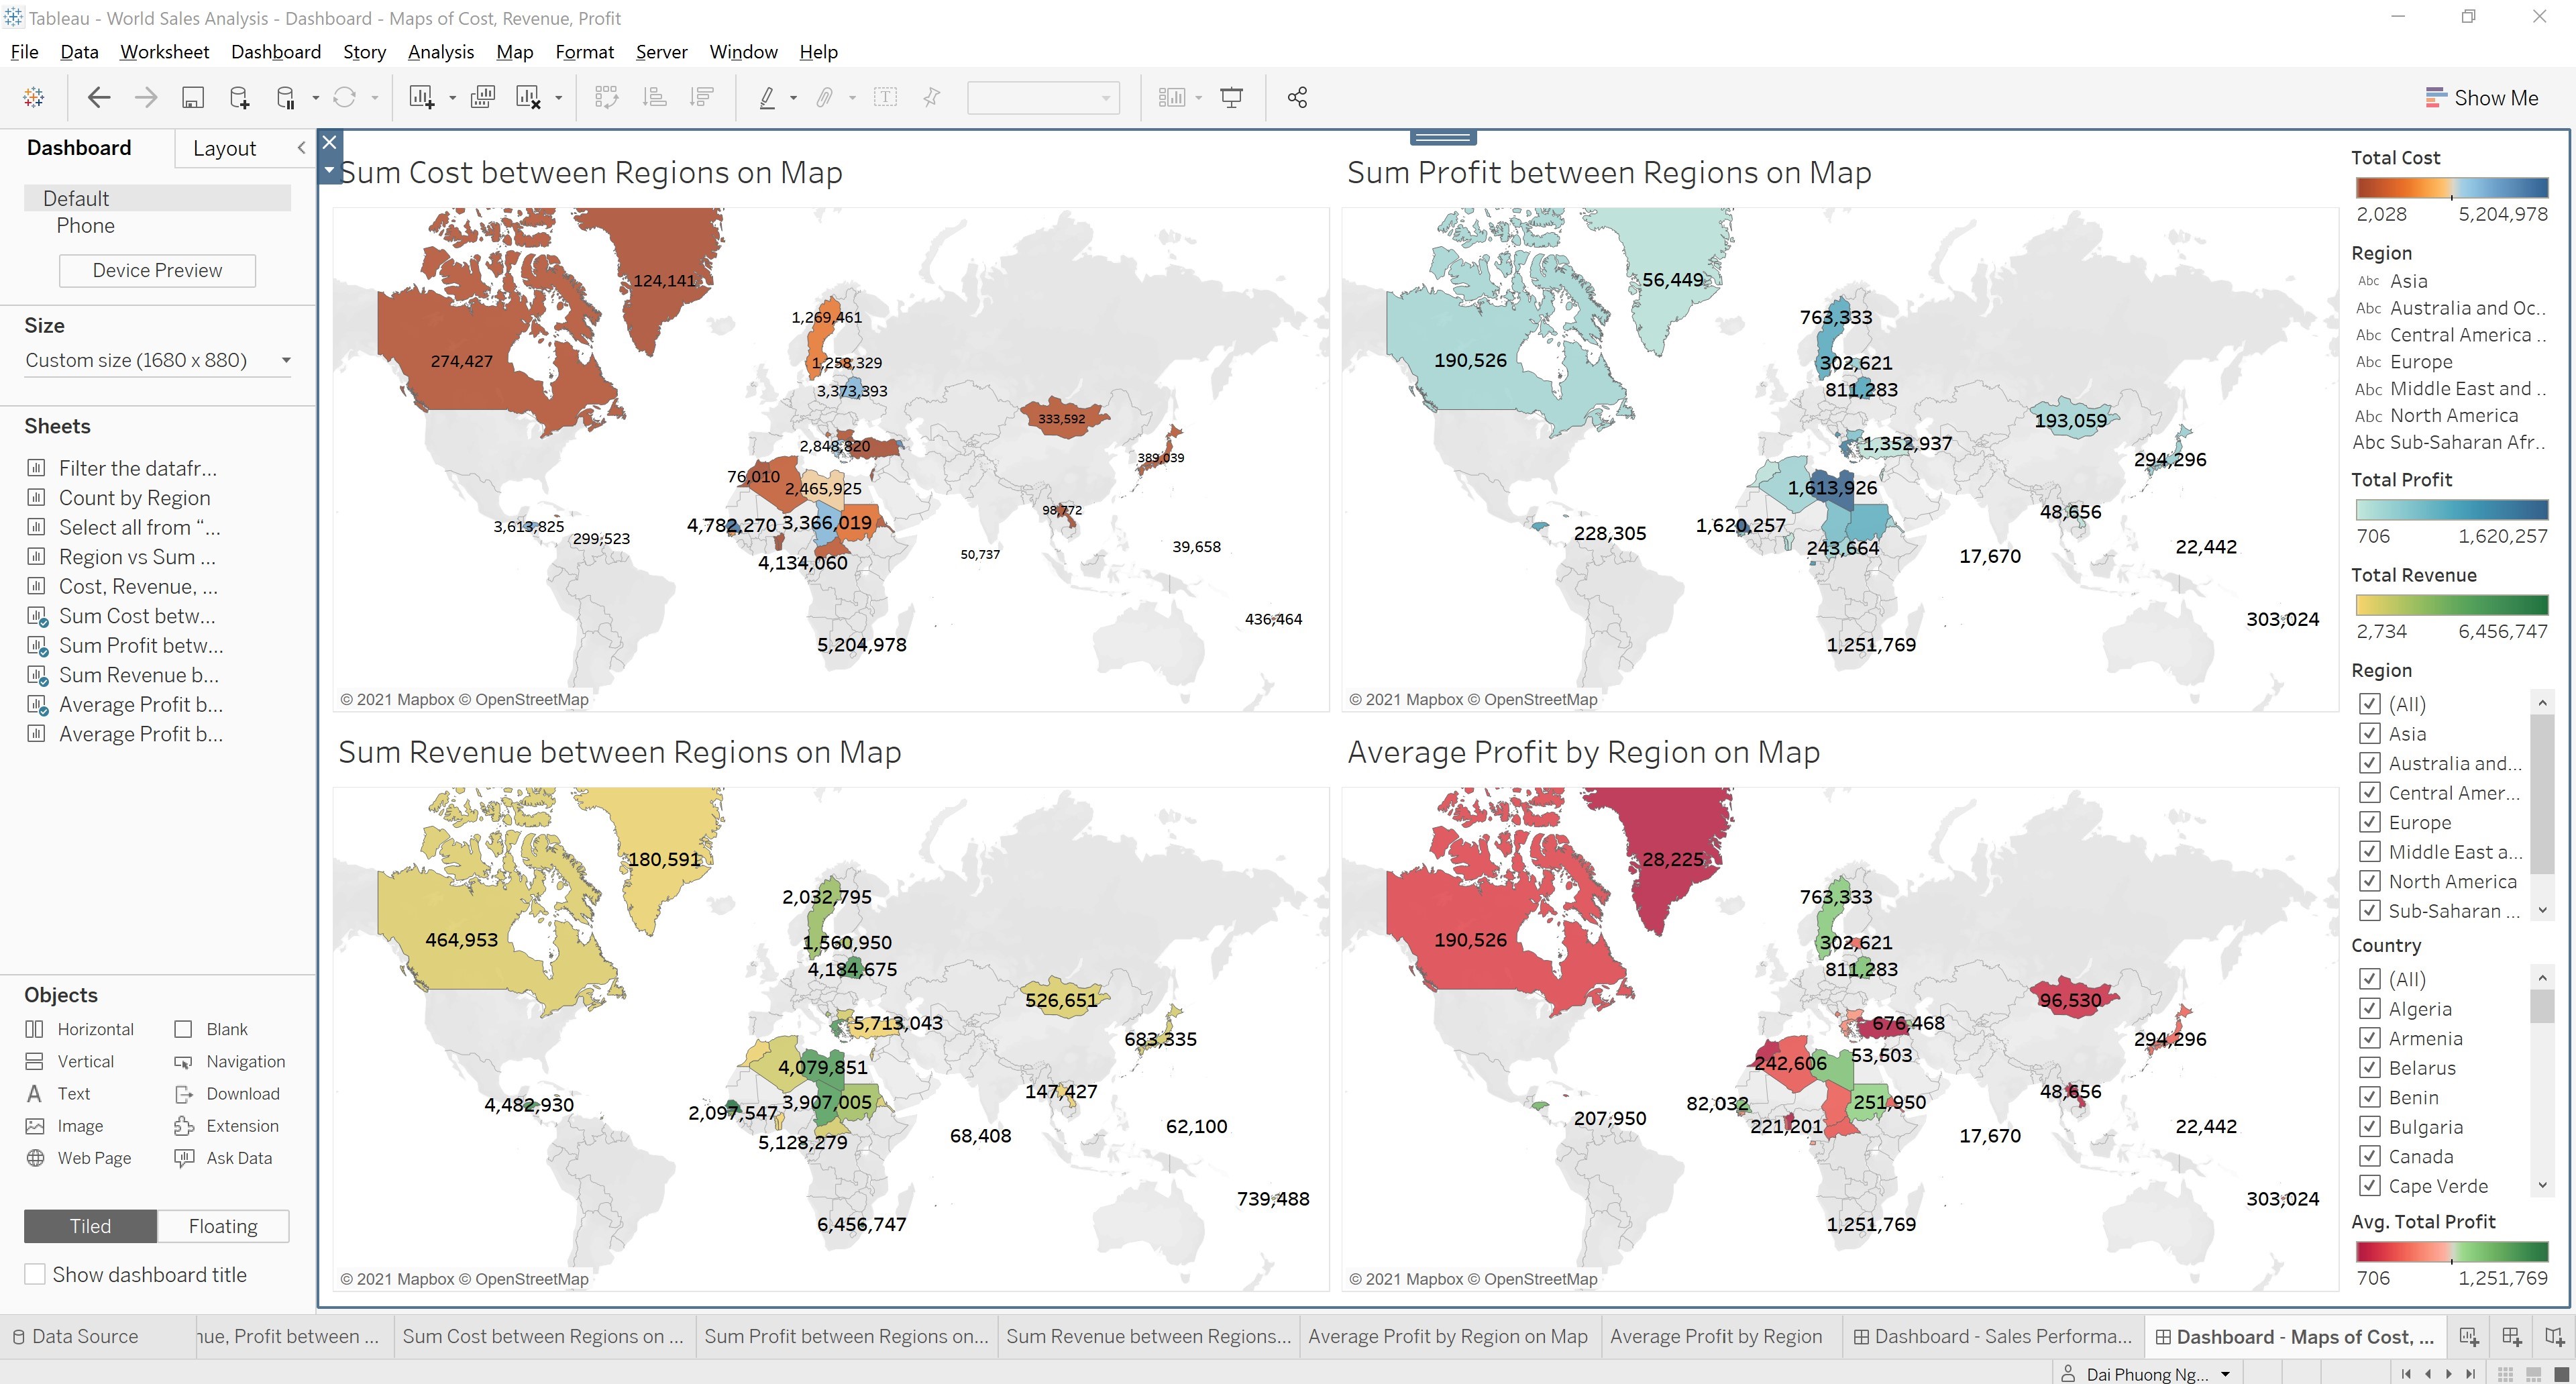 Tableau - World Sales Analysis - Dashboard - Maps of Cost, Revenue, Profit
File Data Worksheet Dashboard Story Analysis Map Format Server Window Help
Show Me
Dashboard
Layout
Default
Phone
Device Preview
Size
Custom size (1680 x 880)
Sheets
Filter the datafr...
Count by Region
Select all from “...
Region vs Sum ...
Cost, Revenue, ...
Sum Cost betw...
Sum Profit betw...
Sum Revenue b...
Average Profit b...
Average Profit b...
Objects
Horizontal Blank
Vertical Navigation
Text Download
Image Extension
Web Page Ask Data
Tiled Floating
Show dashboard title
Sum Cost between Regions on Map
124,141
1,269,461
274,427
1,258,329
3,373,393
333,592
2,848,820
389,039
76,010
2,465,925
98,772
3,613,825
4,782,270
3,366,019
299,523
39,658
50,737
4,134,060
436,464
5,204,978
© 2021 Mapbox © OpenStreetMap
Sum Profit between Regions on Map
56,449
763,333
190,526
302,621
811,283
193,059
1,352,937
294,296
1,613,926
48,656
1,620,257
228,305
243,664
22,442
17,670
303,024
1,251,769
© 2021 Mapbox © OpenStreetMap
Sum Revenue between Regions on Map
180,591
2,032,795
464,953
1,560,950
4,184,675
526,651
5,713,043
683,335
4,079,851
147,427
4,482,930
2,097,547
3,907,005
62,100
68,408
5,128,279
739,488
6,456,747
© 2021 Mapbox © OpenStreetMap
Average Profit by Region on Map
28,225
763,333
190,526
302,621
811,283
96,530
676,468
294,296
53,503
242,606
48,656
82,032
251,050
207,950
221,201
22,442
17,670
303,024
1,251,769
© 2021 Mapbox © OpenStreetMap
Total Cost
2,028 5,204,978
Region
Abc Asia
Abc Australia and Oc..
Abc Central America ..
Abc Europe
Abc Middle East and ..
Abc North America
Abc Sub-Saharan Afr..
Total Profit
706 1,620,257
Total Revenue
2,734 6,456,747
Region
(All)
Asia
Australia and...
Central Amer...
Europe
Middle East a...
North America
Sub-Saharan ...
Country
(All)
Algeria
Armenia
Belarus
Benin
Bulgaria
Canada
Cape Verde
Avg. Total Profit
706 1,251,769
Data Source
ue, Profit between ...
Sum Cost between Regions on ...
Sum Profit between Regions on...
Sum Revenue between Regions...
Average Profit by Region on Map
Average Profit by Region
Dashboard - Sales Performa...
Dashboard - Maps of Cost, ...
Dai Phuong Ng...